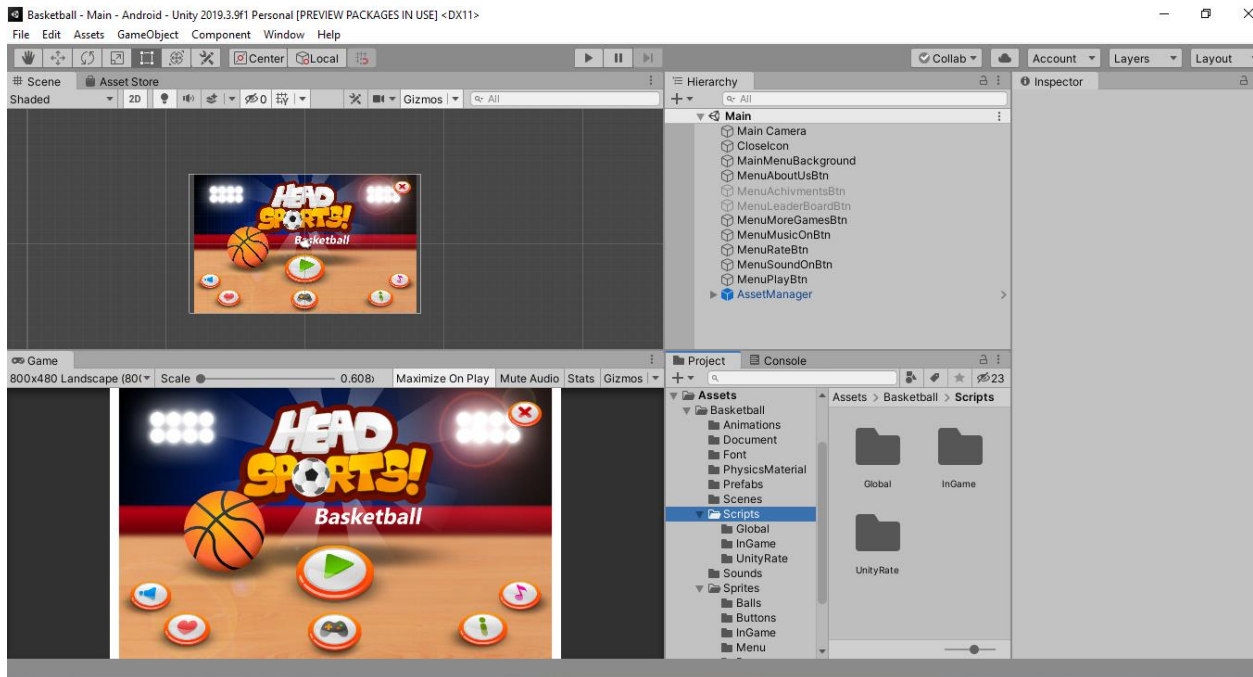 Basketball - Main - Android - Unity 2019.3.9f1 Personal [PREVIEW PACKAGES IN USE] <DX11>
File Edit Assets GameObject Component Window Help
Center Local Collab Account Layers Layout
Scene Asset Store
Shaded 2D 0 Gizmos All
HEAD
SPORTS!
Basketball
Hierarchy
All
Main
Main Camera
CloseIcon
MainMenuBackground
MenuAboutUsBtn
MenuAchivmentsBtn
MenuLeaderBoardBtn
MenuMoreGamesBtn
MenuMusicOnBtn
MenuRateBtn
MenuSoundOnBtn
MenuPlayBtn
AssetManager
Inspector
Game
800x480 Landscape (80( Scale 0.608 Maximize On Play Mute Audio Stats Gizmos
HEAD
SPORTS!
Basketball
Project Console
23
Assets
Basketball
Animations
Document
Font
PhysicsMaterial
Prefabs
Scenes
Scripts
Global
InGame
UnityRate
Sounds
Sprites
Balls
Buttons
InGame
Menu
Assets > Basketball > Scripts
Global InGame
UnityRate